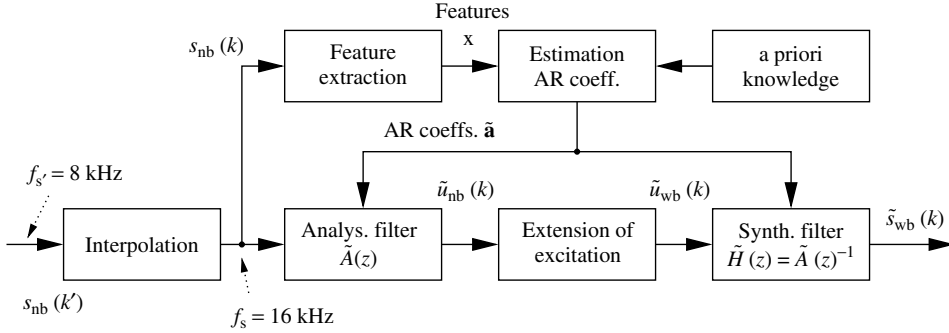 Features
s_nb (k)
x
Feature
extraction
Estimation
AR coeff.
a priori
knowledge
AR coeffs. ã
f_s′ = 8 kHz
ũ_nb (k)
ũ_wb (k)
s̃_wb (k)
Interpolation
Analys. filter
Ã(z)
Extension of
excitation
Synth. filter
H̃ (z) = Ã (z)⁻¹
s_nb (k′)
f_s = 16 kHz